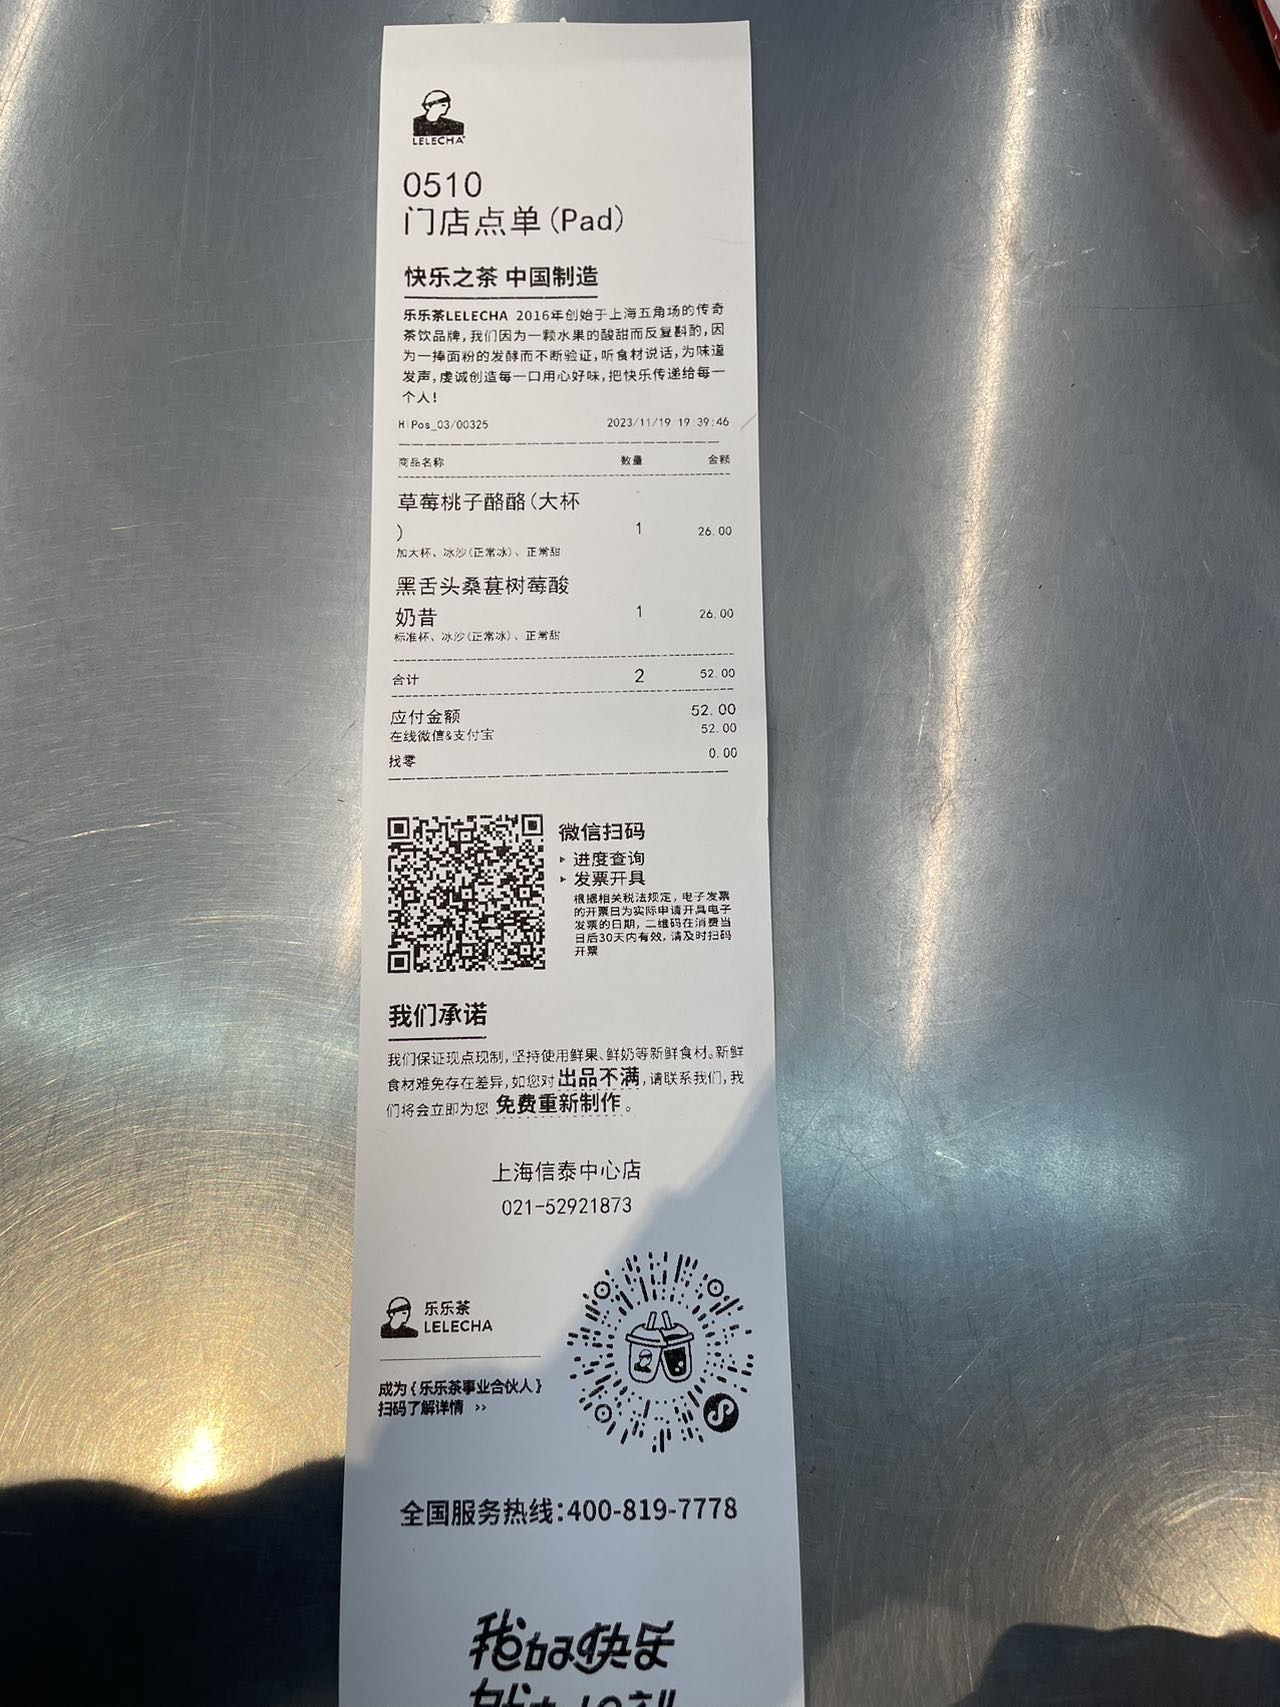 LELECHA
0510
门店点单(Pad)
快乐之茶 中国制造
乐乐茶LELECHA 2016年创始于上海五角场的传奇
茶饮品牌,我们因为一颗水果的酸甜而反复斟酌,因
为一捧面粉的发酵而不断验证,听食材说话,为味道
发声,虔诚创造每一口用心好味,把快乐传递给每一
个人!
HiPos_03/00325 2023/11/19 19:39:46
商品名称 数量 金额
草莓桃子酪酪(大杯
) 1 26.00
加大杯、冰沙(正常冰)、正常甜
黑舌头桑葚树莓酸
奶昔 1 26.00
标准杯、冰沙(正常冰)、正常甜
合计 2 52.00
应付金额 52.00
在线微信&支付宝 52.00
找零 0.00
微信扫码
进度查询
发票开具
根据相关税法规定，电子发票
的开票日为实际申请开具电子
发票的日期，二维码在消费当
日后30天内有效，请及时扫码
开票
我们承诺
我们保证现点现制,坚持使用鲜果、鲜奶等新鲜食材。新鲜
食材难免存在差异,如您对出品不满,请联系我们,我
们将会立即为您 免费重新制作。
上海信泰中心店
021-52921873
乐乐茶
LELECHA
成为{乐乐茶事业合伙人}
扫码了解详情 >>
全国服务热线:400-819-7778
我的快乐